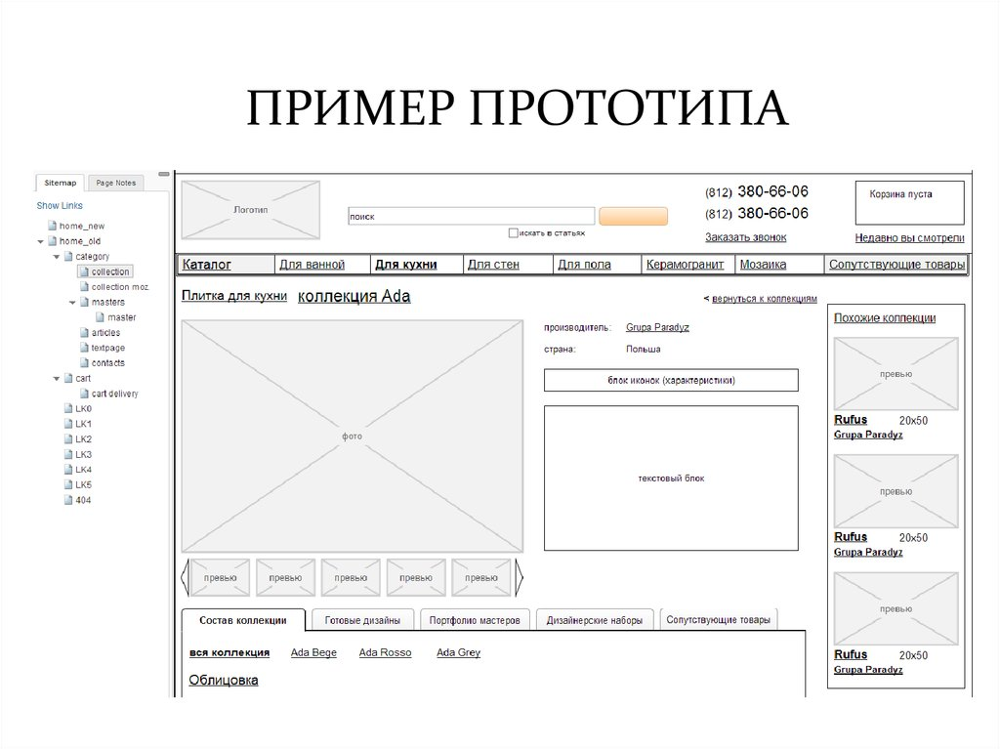 ПРИМЕР ПРОТОТИПА
Sitemap
Page Notes
Show Links
home_new
home_old
category
collection
collection moz.
masters
master
articles
textpage
contacts
cart
cart delivery
LK0
LK1
LK2
LK3
LK4
LK5
404
Логотип
поиск
искать в статьях
(812) 380-66-06
(812) 380-66-06
Заказать звонок
Корзина пуста
Недавно вы смотрели
Каталог
Для ванной
Для кухни
Для стен
Для пола
Керамогранит
Мозаика
Сопутствующие товары
Плитка для кухни коллекция Ada
< вернуться к коллекциям
фото
производитель: Grupa Paradyz
страна: Польша
блок иконок (характеристики)
текстовый блок
превью
превью
превью
превью
превью
Похожие коллекции
превью
Rufus 20x50
Grupa Paradyz
превью
Rufus 20x50
Grupa Paradyz
превью
Rufus 20x50
Grupa Paradyz
Состав коллекции
Готовые дизайны
Портфолио мастеров
Дизайнерские наборы
Сопутствующие товары
вся коллекция Ada Bege Ada Rosso Ada Grey
Облицовка